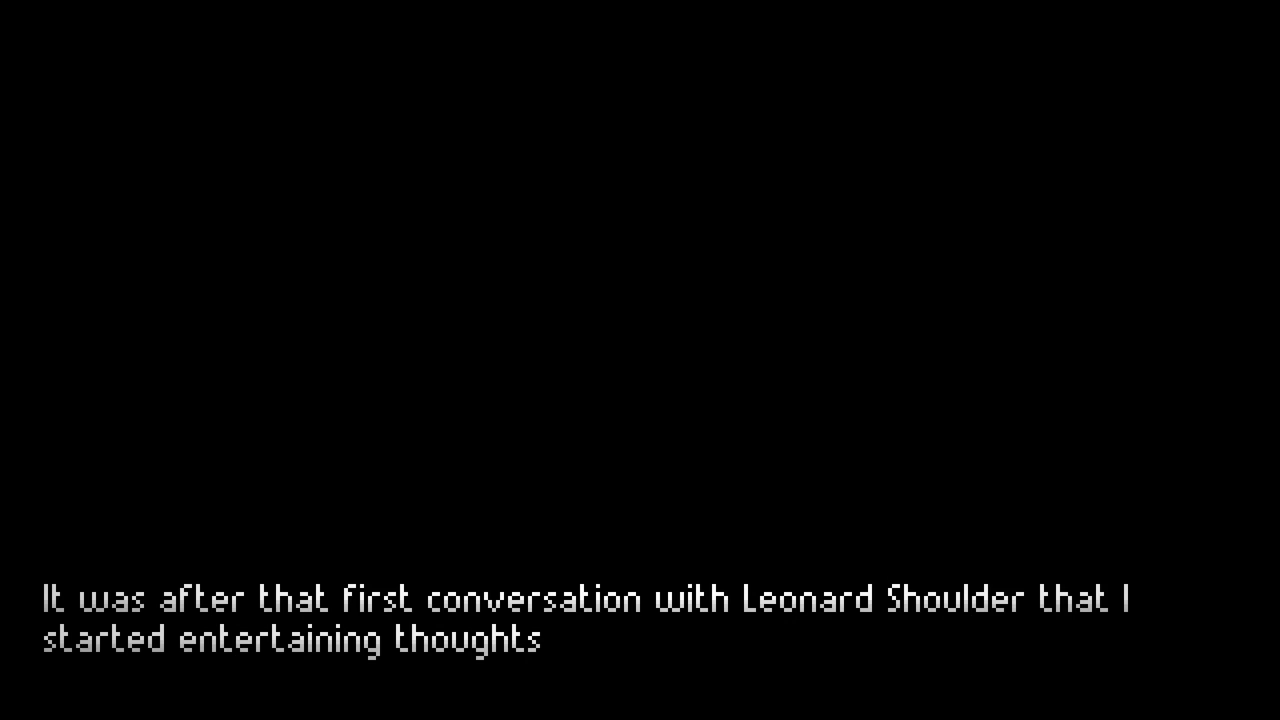 It was after that first conversation with Leonard Shoulder that I
started entertaining thoughts